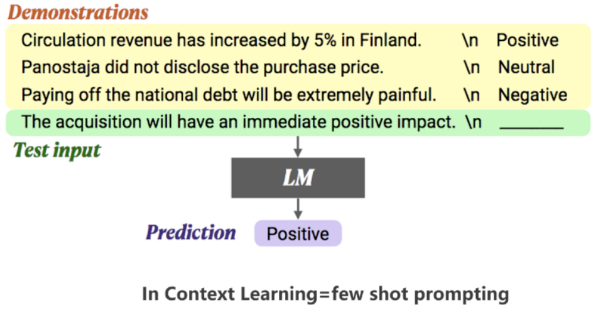 Demonstrations
Circulation revenue has increased by 5% in Finland. \n Positive
Panostaja did not disclose the purchase price. \n Neutral
Paying off the national debt will be extremely painful. \n Negative
The acquisition will have an immediate positive impact. \n ________
Test input
LM
Prediction Positive
In Context Learning=few shot prompting